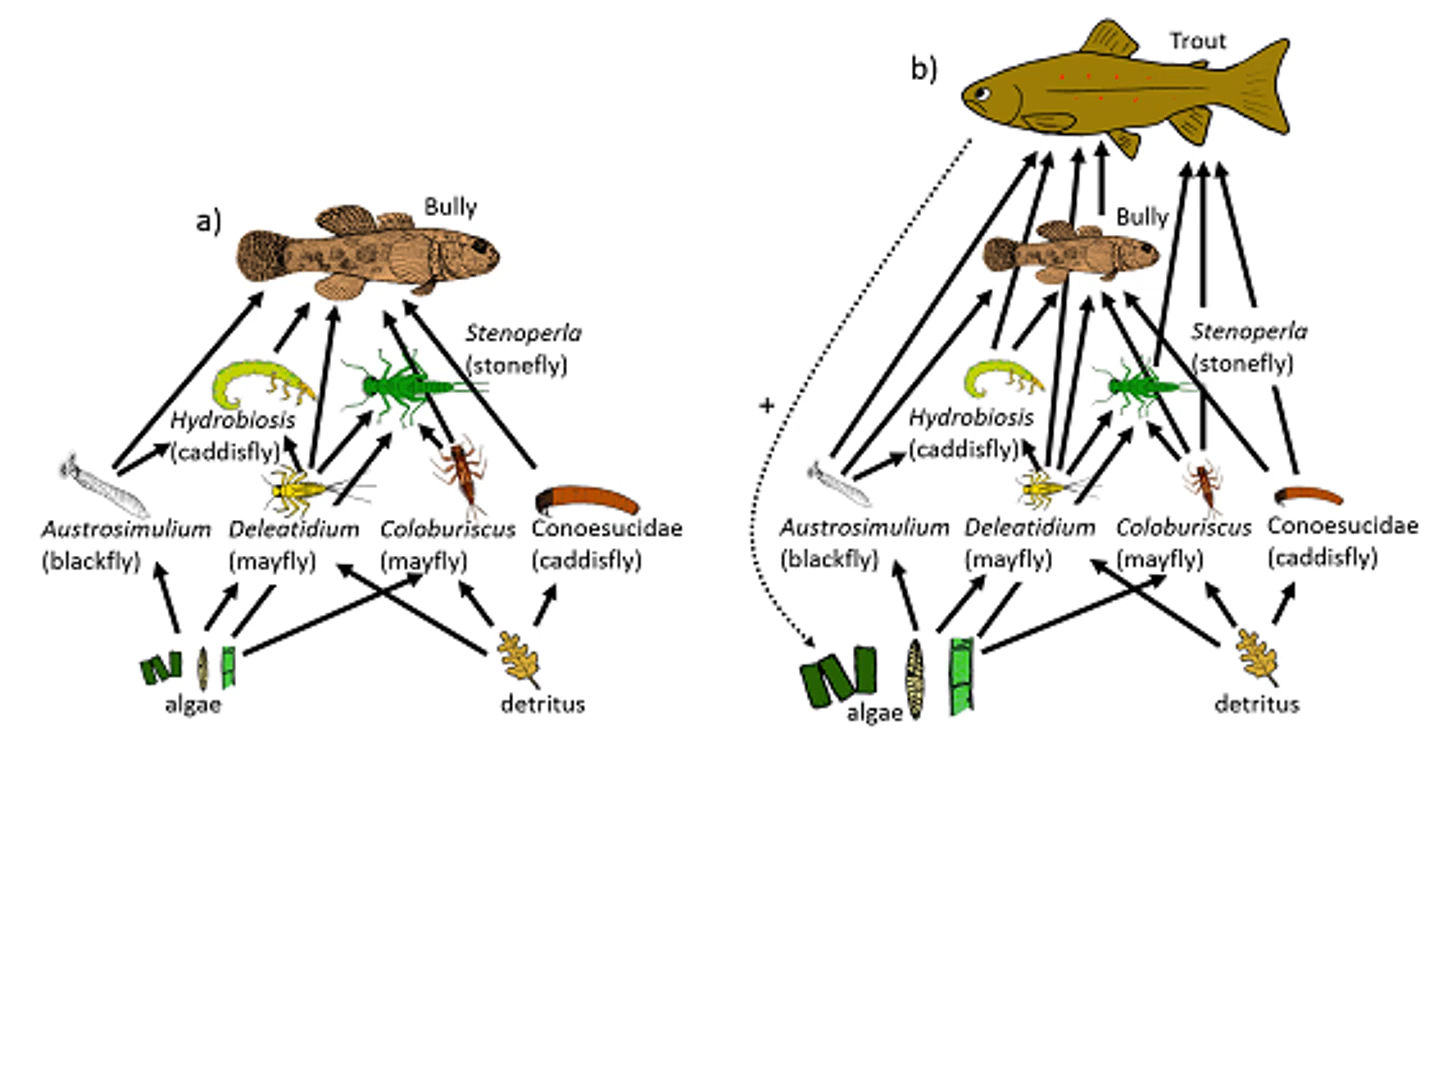 a)
Bully
Stenoperla
(stonefly)
Hydrobiosis
(caddisfly)
Austrosimulium
(blackfly)
Deleatidium
(mayfly)
Coloburiscus
(mayfly)
Conoesucidae
(caddisfly)
algae
detritus
b)
Trout
Bully
Stenoperla
(stonefly)
+
Hydrobiosis
(caddisfly)
Austrosimulium
(blackfly)
Deleatidium
(mayfly)
Coloburiscus
(mayfly)
Conoesucidae
(caddisfly)
algae
detritus